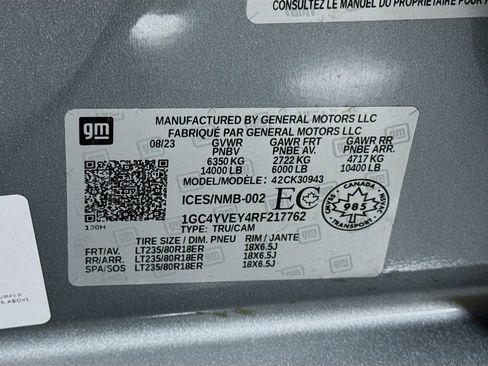 CONSULTEZ LE MANUEL DU PROPRIÉTAIRE POUR
gm
MANUFACTURED BY GENERAL MOTORS LLC
FABRIQUÉ PAR GENERAL MOTORS LLC
08/23 GVWR GAWR FRT GAWR RR
PNBV PNBE AV. PNBE ARR.
6350 KG 2722 KG 4717 KG
14000 LB 6000 LB 10400 LB
MODEL/MODÈLE: 42CK30943
ICES/NMB-002 EC
CANADA
985
1GC4YVEY4RF217762
130H
TYPE: TRU/CAM
TIRE SIZE / DIM. PNEU RIM / JANTE
FRT/AV. LT235/80R18ER 18X6.5J
RR/ARR. LT235/80R18ER 18X6.5J
SPA/SOS LT235/80R18ER 18X6.5J
ABOVE